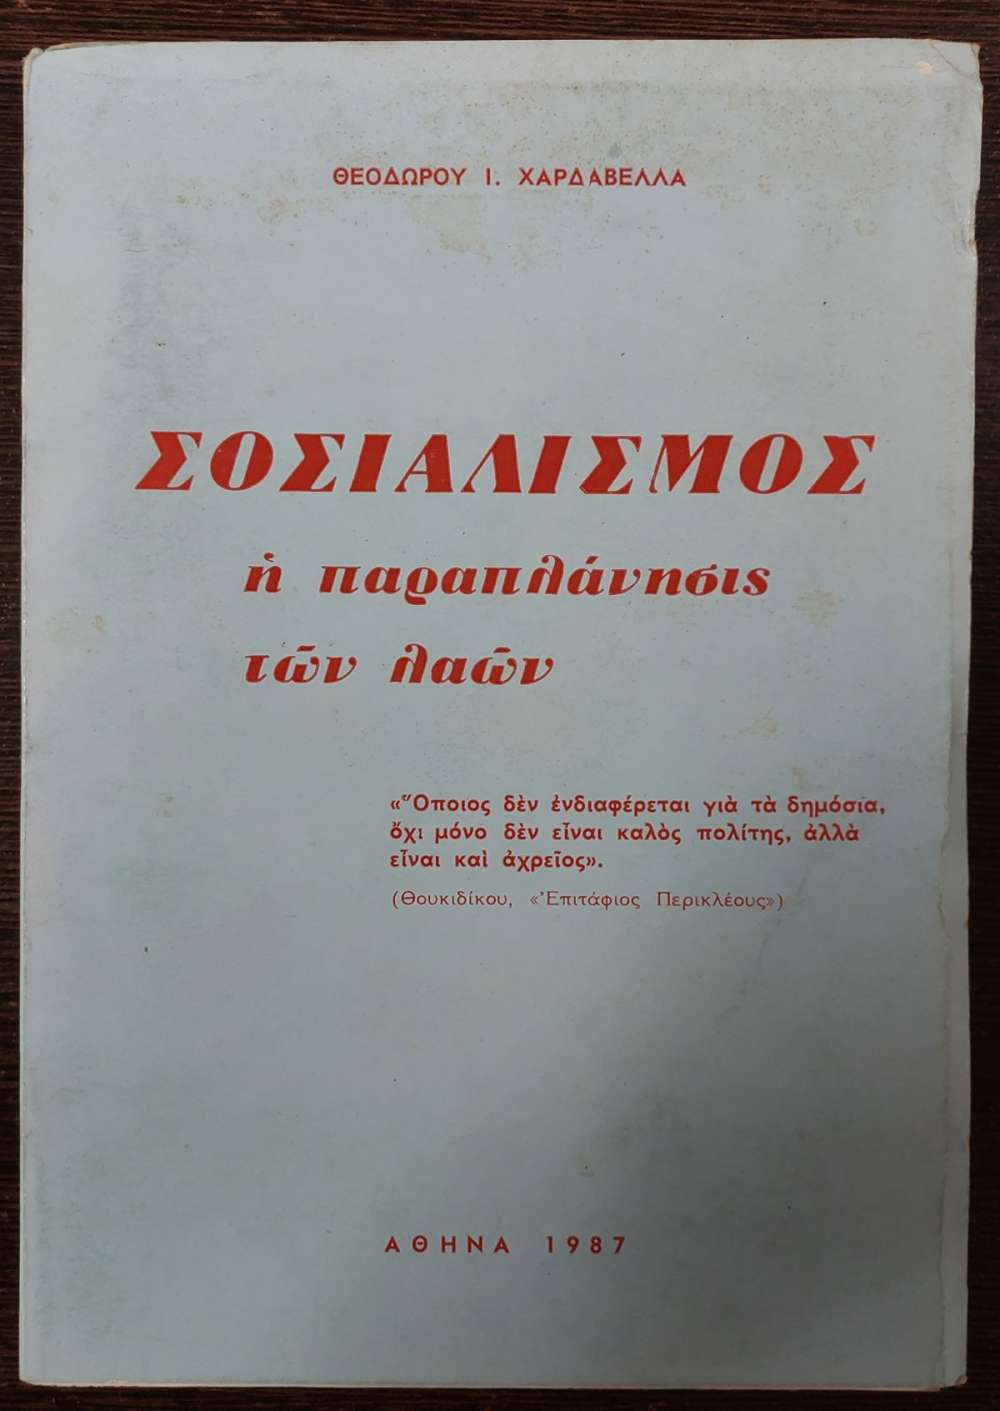 ΘΕΟΔΩΡΟΥ Ι. ΧΑΡΔΑΒΕΛΛΑ
ΣΟΣΙΑΛΙΣΜΟΣ
ἡ παραπλάνησις
τῶν λαῶν
«Ὅποιος δὲν ἐνδιαφέρεται γιὰ τὰ δημόσια,
ὄχι μόνο δὲν εἶναι καλὸς πολίτης, ἀλλὰ
εἶναι καὶ ἀχρεῖος».
(Θουκιδίκου, «Ἐπιτάφιος Περικλέους»)
ΑΘΗΝΑ 1987